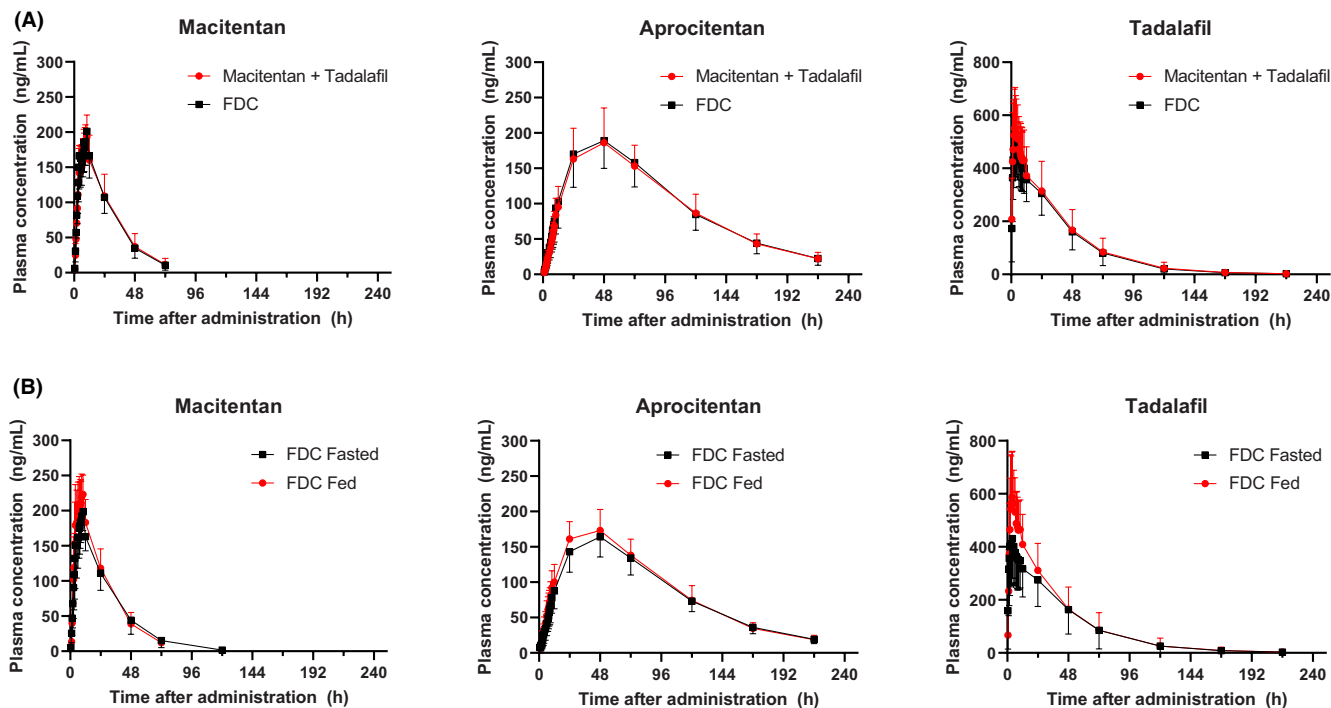 (A)
Macitentan
Aprocitentan
Tadalafil
Plasma concentration (ng/mL)
300
250
200
150
100
50
0
Macitentan + Tadalafil
FDC
0 48 96 144 192 240
Time after administration (h)
Plasma concentration (ng/mL)
300
250
200
150
100
50
0
Macitentan + Tadalafil
FDC
0 48 96 144 192 240
Time after administration (h)
Plasma concentration (ng/mL)
800
600
400
200
0
Macitentan + Tadalafil
FDC
0 48 96 144 192 240
Time after administration (h)
(B)
Macitentan
Aprocitentan
Tadalafil
Plasma concentration (ng/mL)
300
250
200
150
100
50
0
FDC Fasted
FDC Fed
0 48 96 144 192 240
Time after administration (h)
Plasma concentration (ng/mL)
300
250
200
150
100
50
0
FDC Fasted
FDC Fed
0 48 96 144 192 240
Time after administration (h)
Plasma concentration (ng/mL)
800
600
400
200
0
FDC Fasted
FDC Fed
0 48 96 144 192 240
Time after administration (h)